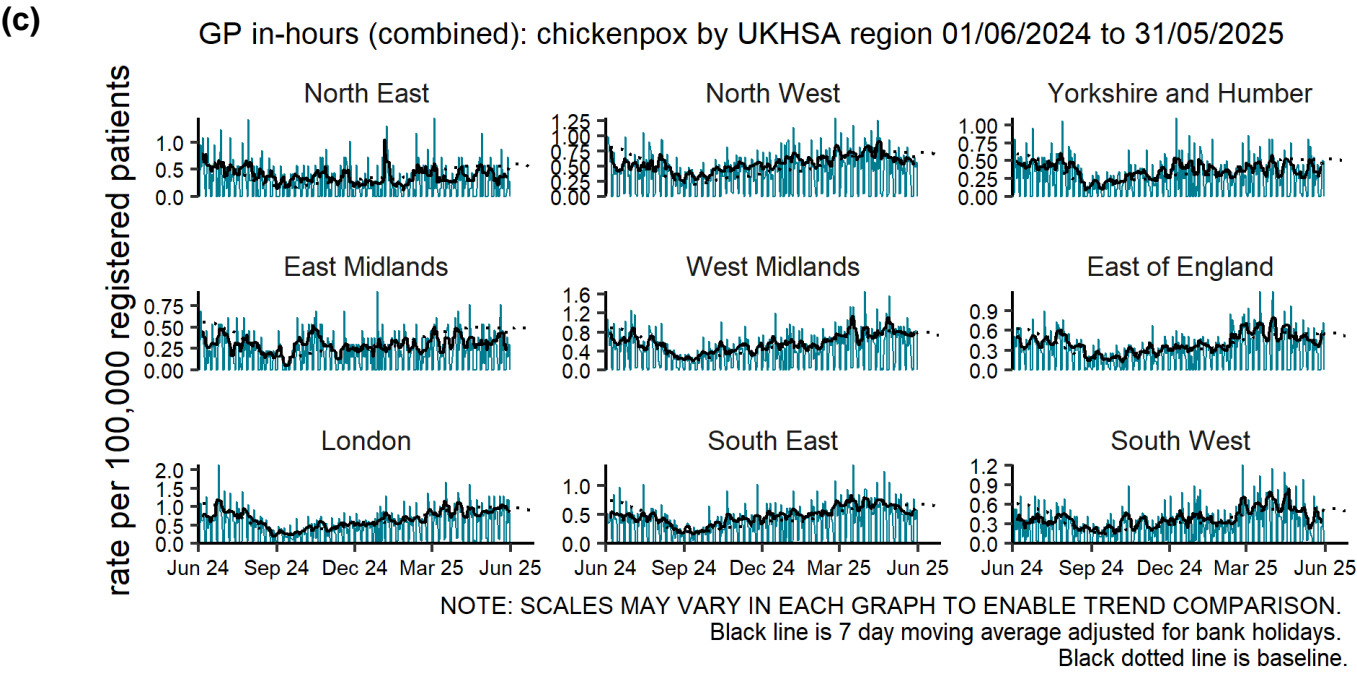 (c)
GP in-hours (combined): chickenpox by UKHSA region 01/06/2024 to 31/05/2025
rate per 100,000 registered patients
North East
1.0
0.5
0.0
North West
1.25
1.00
0.75
0.50
0.25
0.00
Yorkshire and Humber
1.00
0.75
0.50
0.25
0.00
East Midlands
0.75
0.50
0.25
0.00
West Midlands
1.6
1.2
0.8
0.4
0.0
East of England
0.9
0.6
0.3
0.0
London
2.0
1.5
1.0
0.5
0.0
Jun 24 Sep 24 Dec 24 Mar 25 Jun 25
South East
1.0
0.5
0.0
Jun 24 Sep 24 Dec 24 Mar 25 Jun 25
South West
1.2
0.9
0.6
0.3
0.0
Jun 24 Sep 24 Dec 24 Mar 25 Jun 25
NOTE: SCALES MAY VARY IN EACH GRAPH TO ENABLE TREND COMPARISON.
Black line is 7 day moving average adjusted for bank holidays.
Black dotted line is baseline.